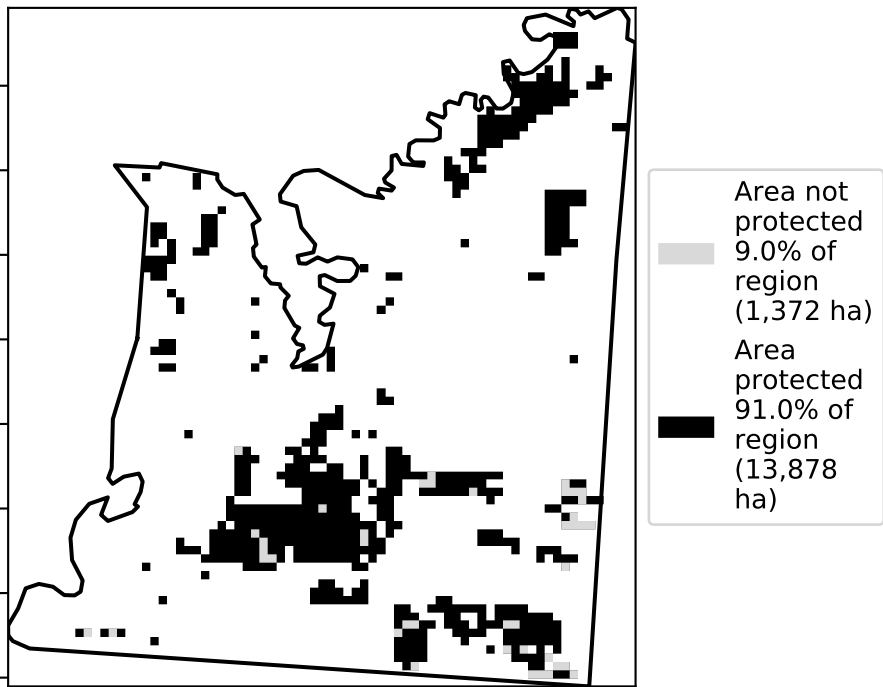 Area not
protected
9.0% of
region
(1,372 ha)
Area
protected
91.0% of
region
(13,878
ha)